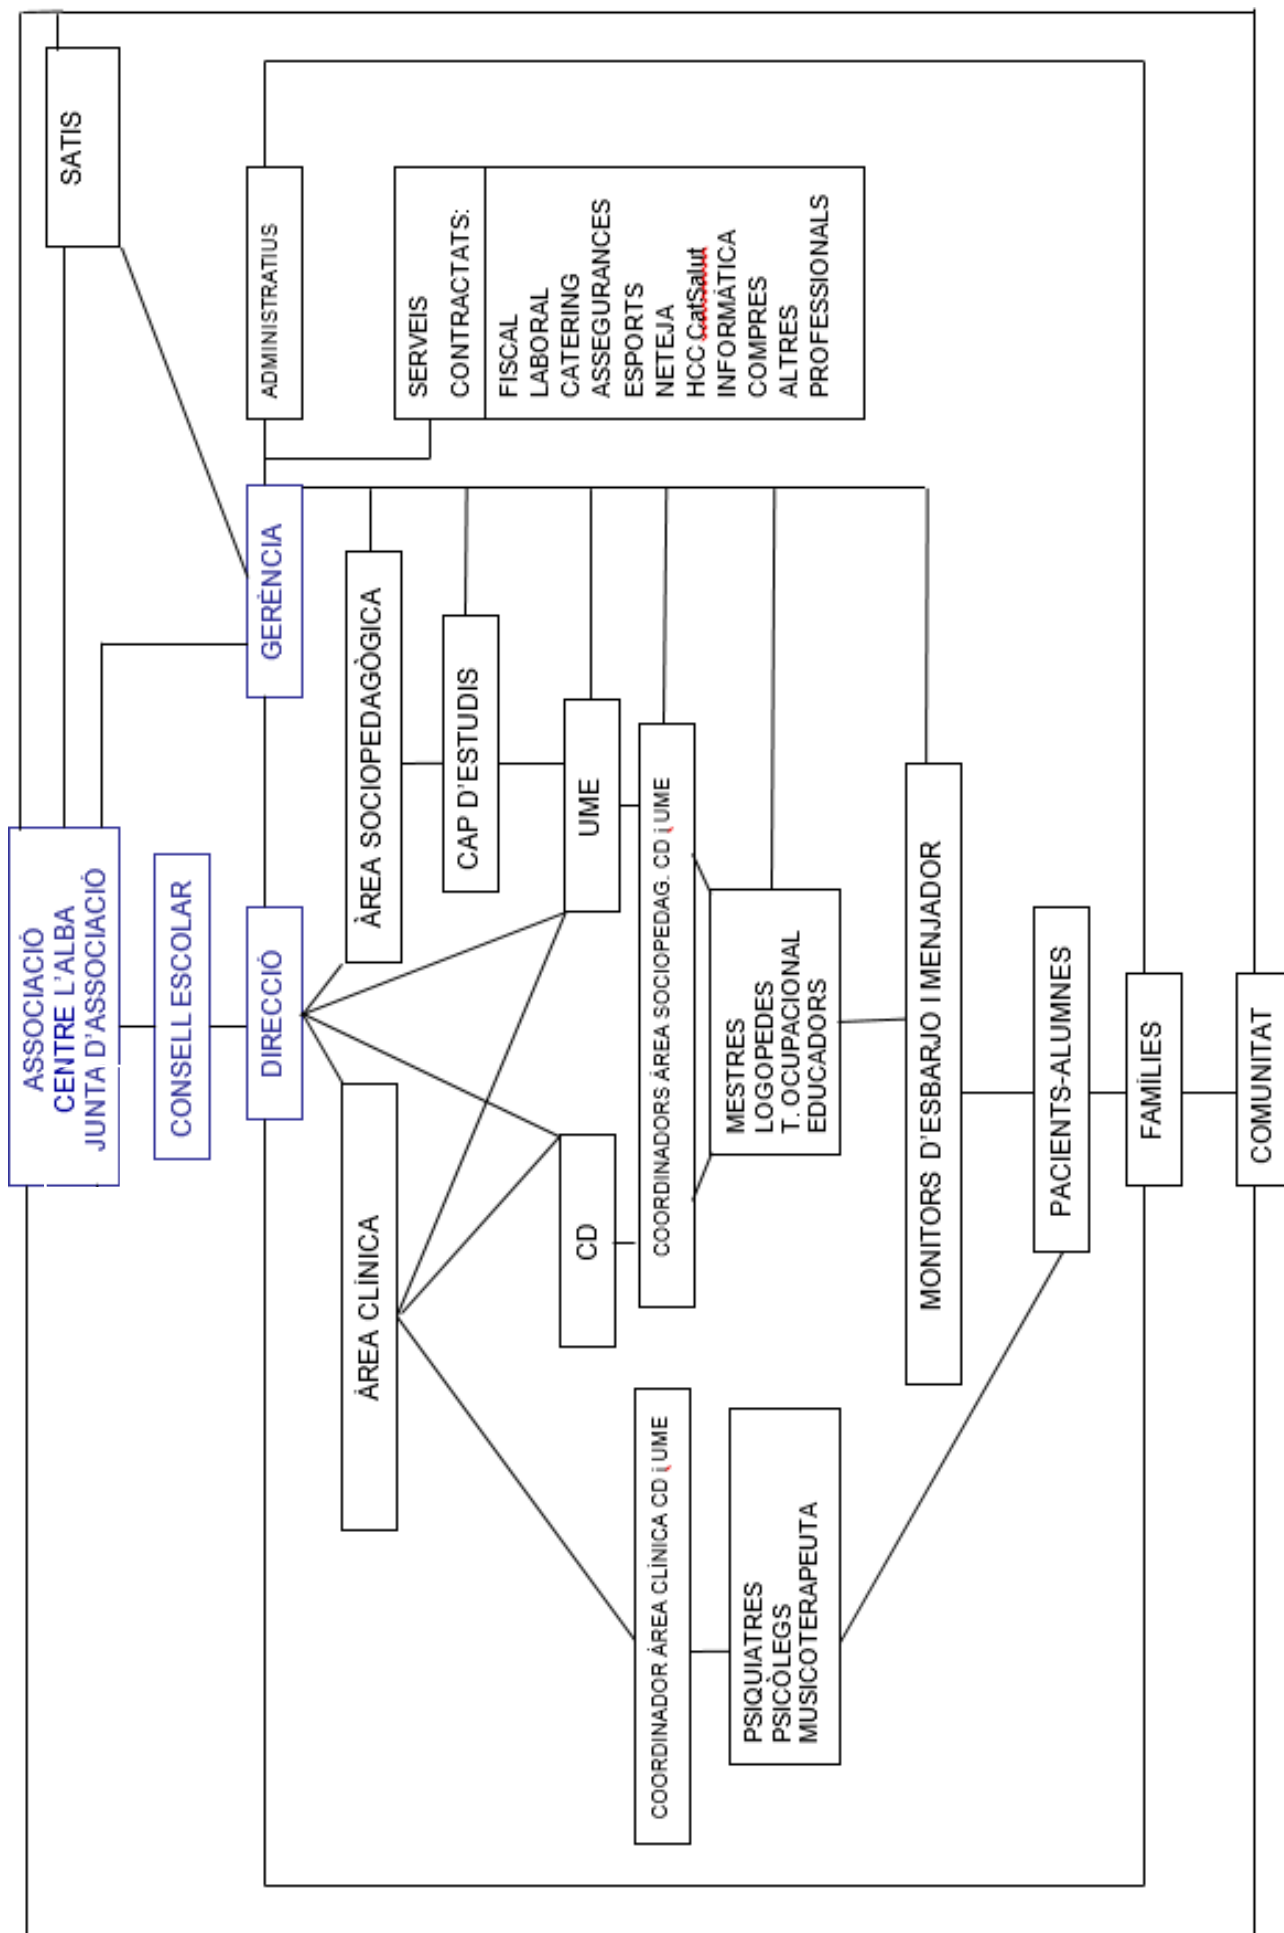 ASSOCIACIÓ
CENTRE L'ALBA
JUNTA D'ASSOCIACIÓ
SATIS
CONSELL ESCOLAR
DIRECCIÓ
GERÈNCIA
ADMINISTRATIUS
ÀREA CLÍNICA
ÀREA SOCIOPEDAGÒGICA
SERVEIS
CONTRACTATS:
FISCAL
LABORAL
CATERING
ASSEGURANCES
ESPORTS
NETEJA
HCC CatSalut
INFORMÀTICA
COMPRES
ALTRES
PROFESSIONALS
CAP D'ESTUDIS
CD
UME
COORDINADOR ÀREA CLÍNICA CD i UME
COORDINADORS ÀREA SOCIOPEDAG. CD i UME
PSIQUIATRES
PSICÒLEGS
MUSICOTERAPEUTA
MESTRES
LOGOPEDES
T. OCUPACIONAL
EDUCADORS
MONITORS D'ESBARJO I MENJADOR
PACIENTS-ALUMNES
FAMÍLIES
COMUNITAT